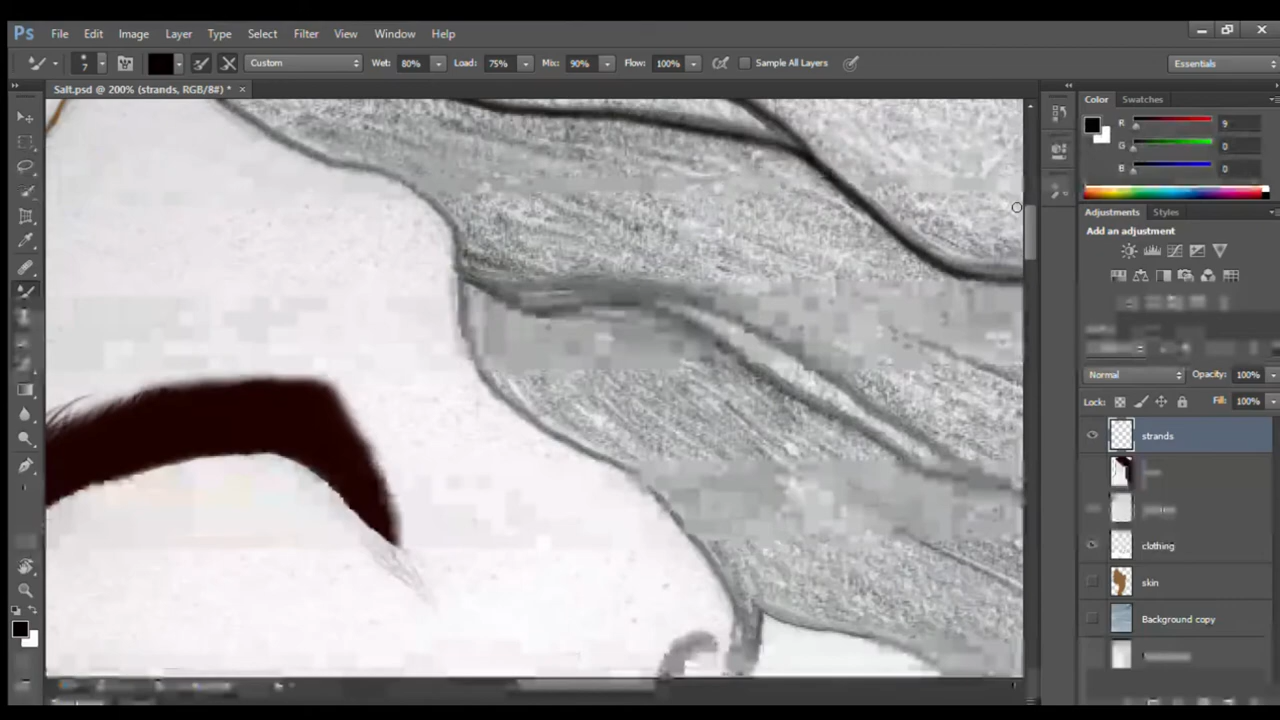 Ps File Edit Image Layer Type Select Filter View Window Help
7 Custom Wet: 80% Load: 75% Mix: 90% Flow: 100% Sample All Layers Essentials
Salt.psd @ 200% (strands, RGB/8#) * ×
Color Swatches
R 9
G 0
B 0
Adjustments Styles
Add an adjustment
Normal Opacity: 100%
Lock: Fill: 100%
strands
clothing
skin
Background copy